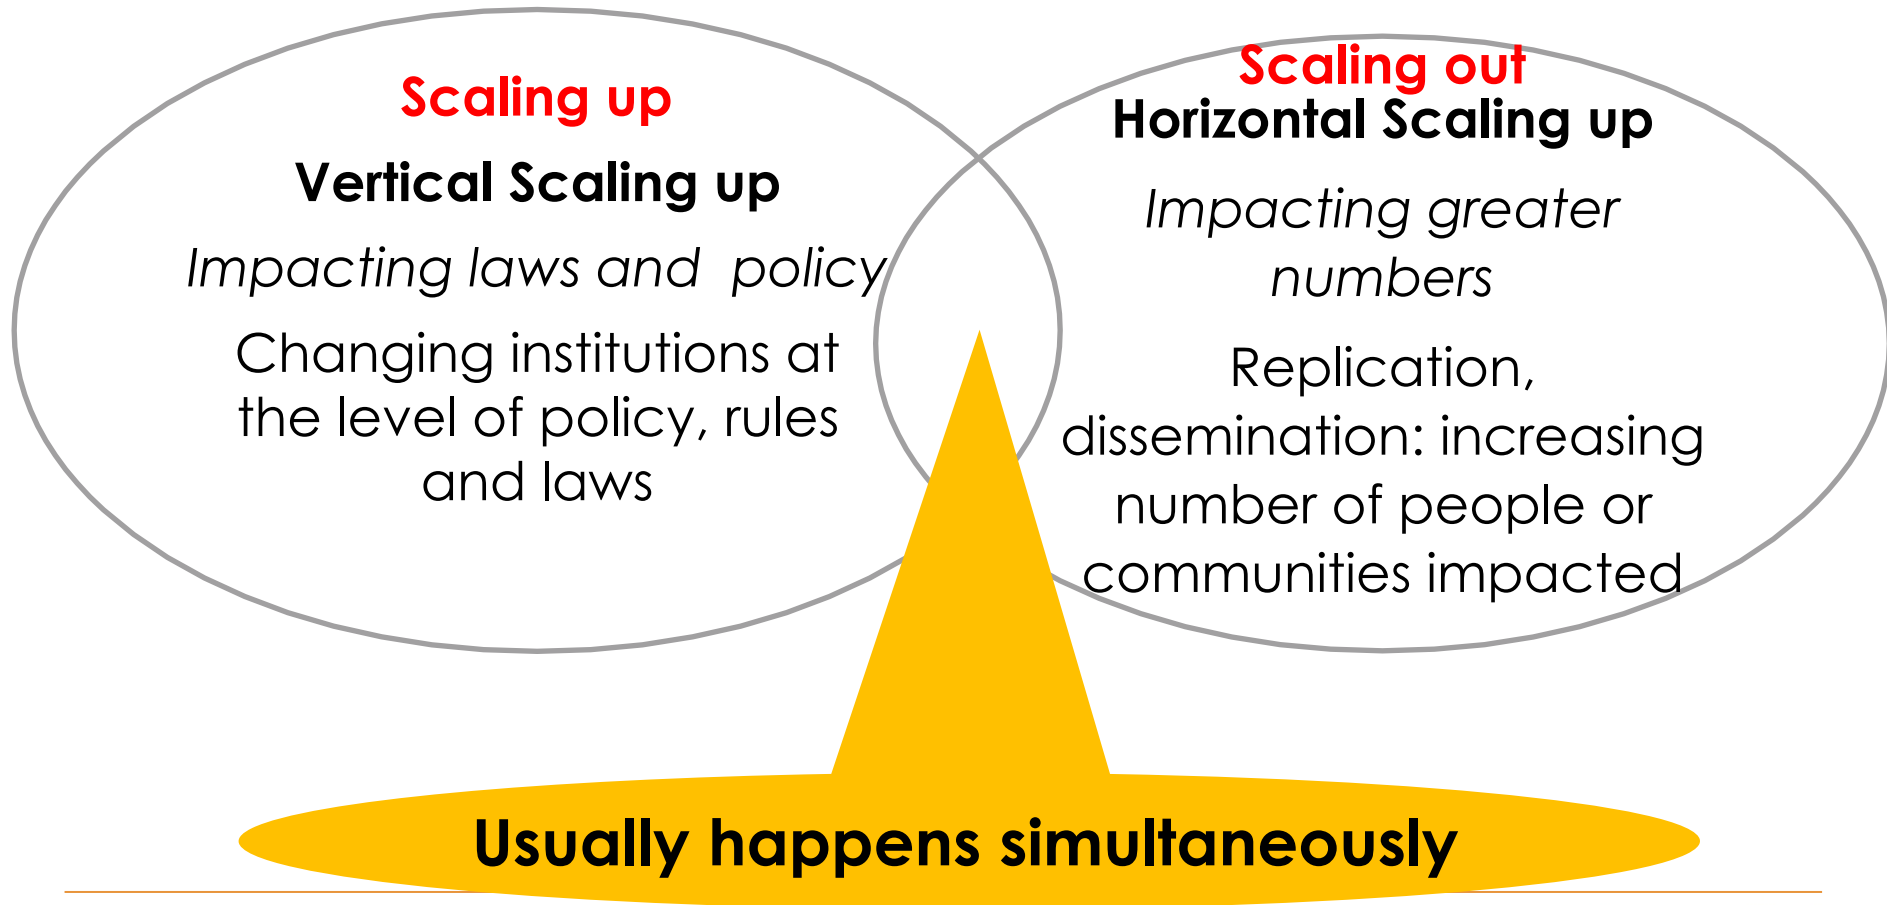 Scaling up
Vertical Scaling up
Impacting laws and policy
Changing institutions at
the level of policy, rules
and laws
Scaling out
Horizontal Scaling up
Impacting greater
numbers
Replication,
dissemination: increasing
number of people or
communities impacted
Usually happens simultaneously